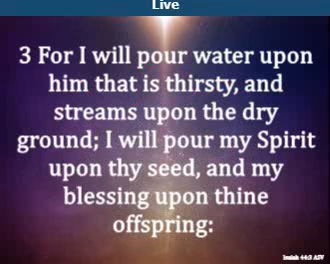 Live
3 For I will pour water upon
him that is thirsty, and
streams upon the dry
ground; I will pour my Spirit
upon thy seed, and my
blessing upon thine
offspring:
Isaiah 44:3 ASV